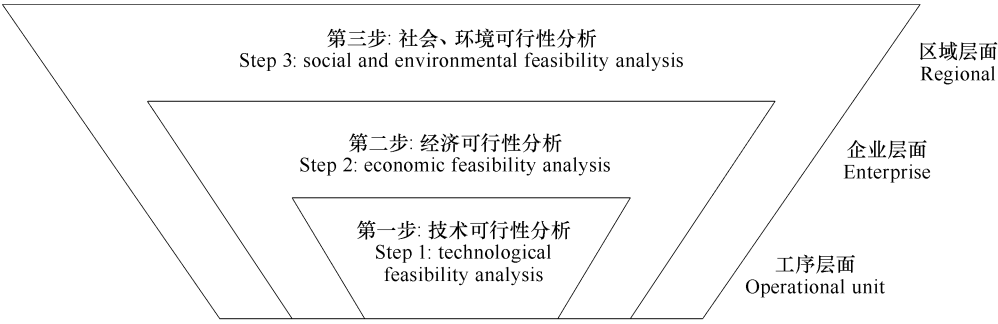 第三步: 社会、环境可行性分析
Step 3: social and environmental feasibility analysis
区域层面
Regional
第二步: 经济可行性分析
Step 2: economic feasibility analysis
企业层面
Enterprise
第一步: 技术可行性分析
Step 1: technological
feasibility analysis
工序层面
Operational unit